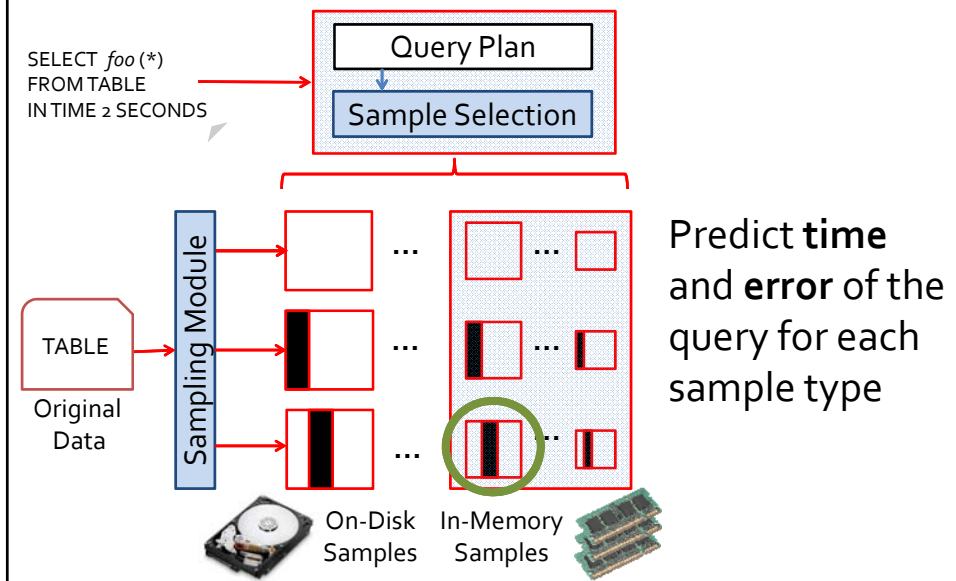 SELECT foo (*)
FROM TABLE
IN TIME 2 SECONDS
Query Plan
Sample Selection
Sampling Module
...
...
...
...
...
...
TABLE
Original
Data
On-Disk
Samples
In-Memory
Samples
Predict time
and error of the
query for each
sample type